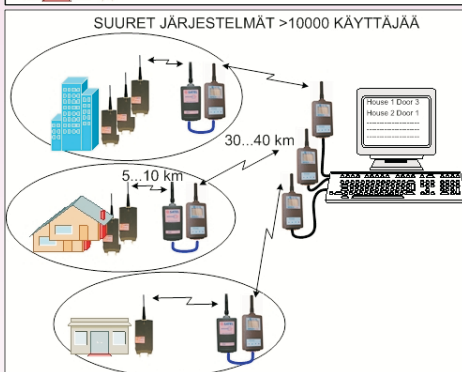 SUURET JÄRJESTELMÄT >10000 KÄYTTÄJÄÄ
House 1 Door 3
House 2 Door 1
30...40 km
5...10 km